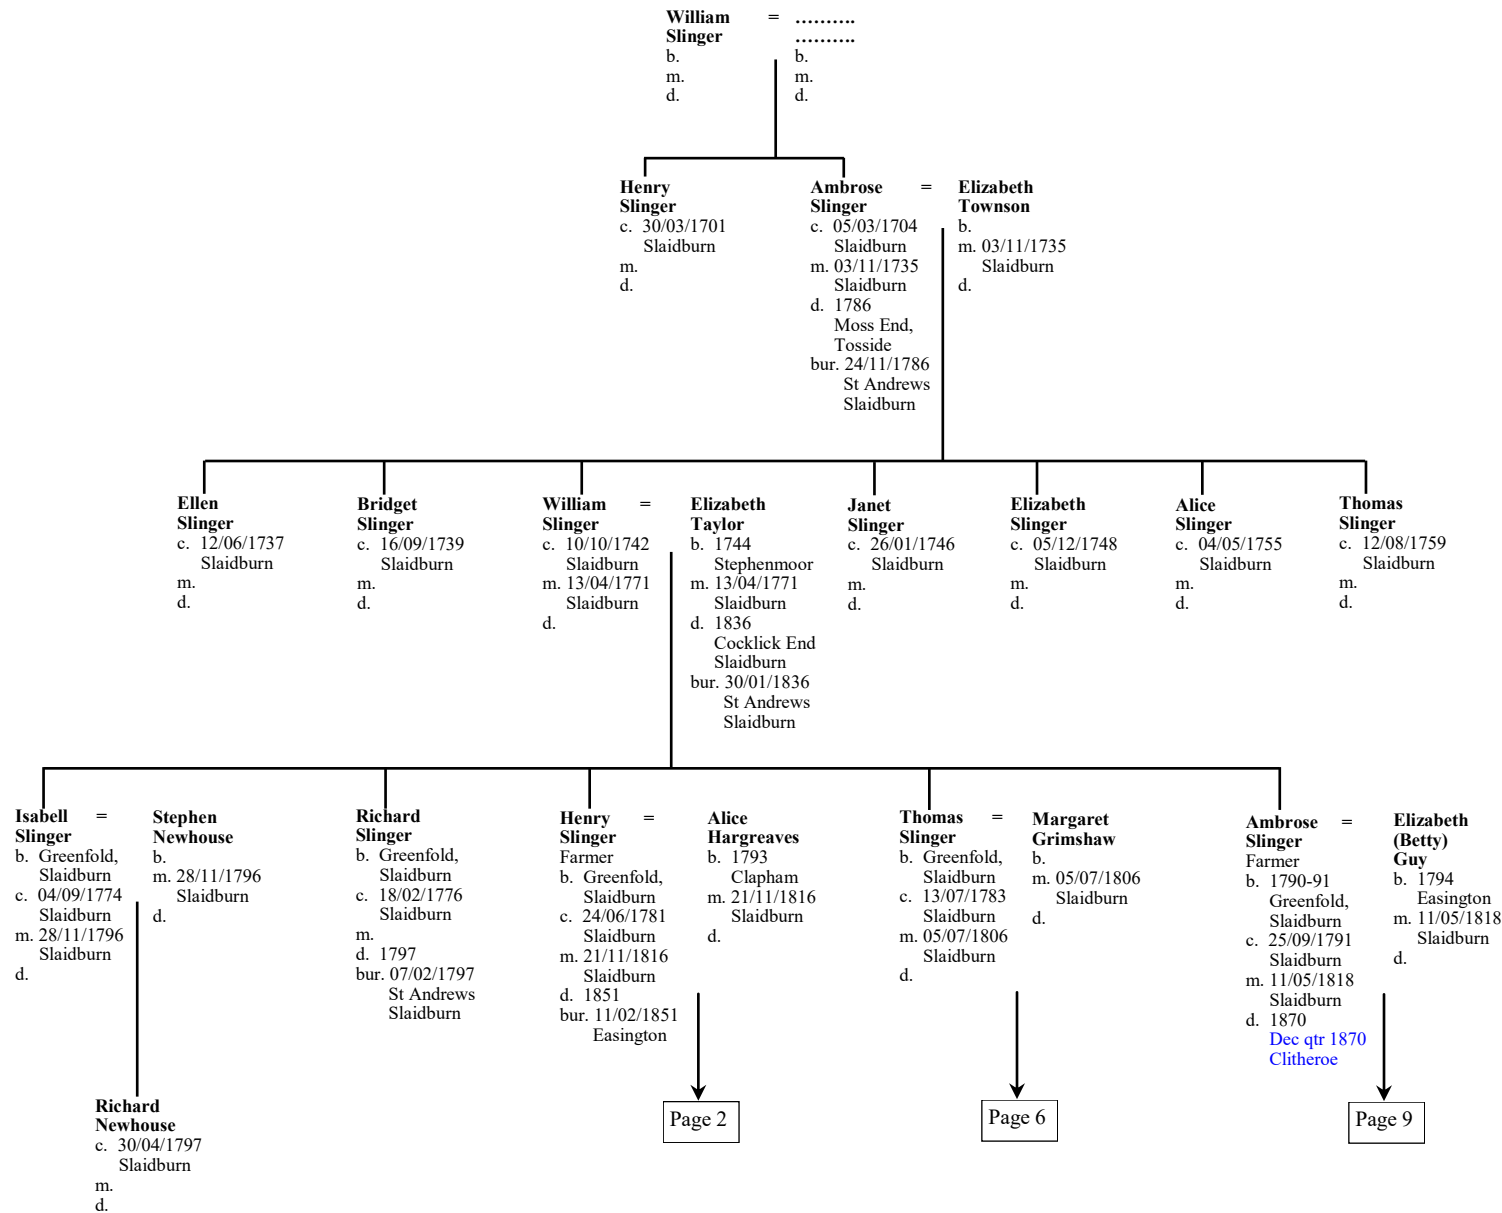 William = ..........
Slinger ..........
b. b.
m. m.
d. d.
Henry
Slinger
c. 30/03/1701
Slaidburn
m.
d.
Ambrose =
Slinger
c. 05/03/1704
Slaidburn
m. 03/11/1735
Slaidburn
d. 1786
Moss End,
Tosside
bur. 24/11/1786
St Andrews
Slaidburn
Elizabeth
Townson
b.
m. 03/11/1735
Slaidburn
d.
Ellen
Slinger
c. 12/06/1737
Slaidburn
m.
d.
Bridget
Slinger
c. 16/09/1739
Slaidburn
m.
d.
William =
Slinger
c. 10/10/1742
Slaidburn
m. 13/04/1771
Slaidburn
d.
Elizabeth
Taylor
b. 1744
Stephenmoor
m. 13/04/1771
Slaidburn
d. 1836
Cocklick End
Slaidburn
bur. 30/01/1836
St Andrews
Slaidburn
Janet
Slinger
c. 26/01/1746
Slaidburn
m.
d.
Elizabeth
Slinger
c. 05/12/1748
Slaidburn
m.
d.
Alice
Slinger
c. 04/05/1755
Slaidburn
m.
d.
Thomas
Slinger
c. 12/08/1759
Slaidburn
m.
d.
Isabell =
Slinger
b. Greenfold,
Slaidburn
c. 04/09/1774
Slaidburn
m. 28/11/1796
Slaidburn
d.
Stephen
Newhouse
b.
m. 28/11/1796
Slaidburn
d.
Richard
Slinger
b. Greenfold,
Slaidburn
c. 18/02/1776
Slaidburn
m.
d. 1797
bur. 07/02/1797
St Andrews
Slaidburn
Henry =
Slinger
Farmer
b. Greenfold,
Slaidburn
c. 24/06/1781
Slaidburn
m. 21/11/1816
Slaidburn
d. 1851
bur. 11/02/1851
Easington
Alice
Hargreaves
b. 1793
Clapham
m. 21/11/1816
Slaidburn
d.
Thomas =
Slinger
b. Greenfold,
Slaidburn
c. 13/07/1783
Slaidburn
m. 05/07/1806
Slaidburn
d.
Margaret
Grimshaw
b.
m. 05/07/1806
Slaidburn
d.
Ambrose =
Slinger
Farmer
b. 1790-91
Greenfold,
Slaidburn
c. 25/09/1791
Slaidburn
m. 11/05/1818
Slaidburn
d. 1870
Dec qtr 1870
Clitheroe
Elizabeth
(Betty)
Guy
b. 1794
Easington
m. 11/05/1818
Slaidburn
d.
Richard
Newhouse
c. 30/04/1797
Slaidburn
m.
d.
Page 2
Page 6
Page 9